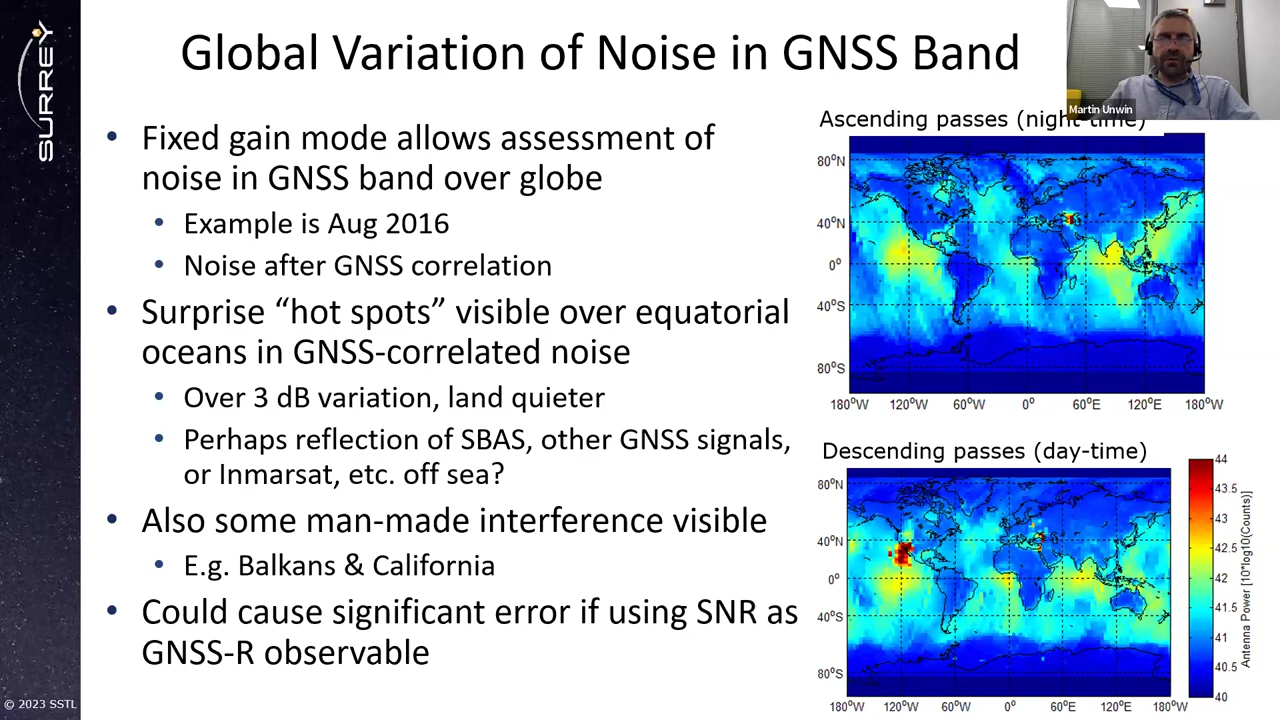 SURREY
Global Variation of Noise in GNSS Band
Martin Unwin
• Fixed gain mode allows assessment of
noise in GNSS band over globe
• Example is Aug 2016
• Noise after GNSS correlation
• Surprise “hot spots” visible over equatorial
oceans in GNSS-correlated noise
• Over 3 dB variation, land quieter
• Perhaps reflection of SBAS, other GNSS signals,
or Inmarsat, etc. off sea?
• Also some man-made interference visible
• E.g. Balkans & California
• Could cause significant error if using SNR as
GNSS-R observable
© 2023 SSTL
Ascending passes (night-time)
80°N
40°N
0°
40°S
80°S
180°W 120°W 60°W 0° 60°E 120°E 180°W
Descending passes (day-time)
80°N
40°N
0°
40°S
80°S
180°W 120°W 60°W 0° 60°E 120°E 180°W
44
43.5
43
42.5
42
41.5
41
40.5
40
Antenna Power [10*log10(Counts)]